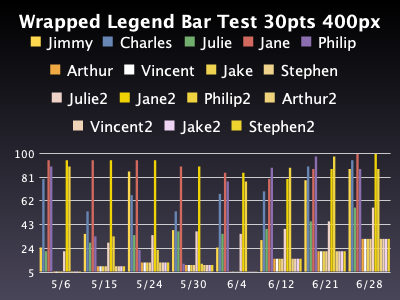 Wrapped Legend Bar Test 30pts 400px
Jimmy Charles Julie Jane Philip
Arthur Vincent Jake Stephen
Julie2 Jane2 Philip2 Arthur2
Vincent2 Jake2 Stephen2
100
81
62
43
24
5
5/6 5/15 5/24 5/30 6/4 6/12 6/21 6/28